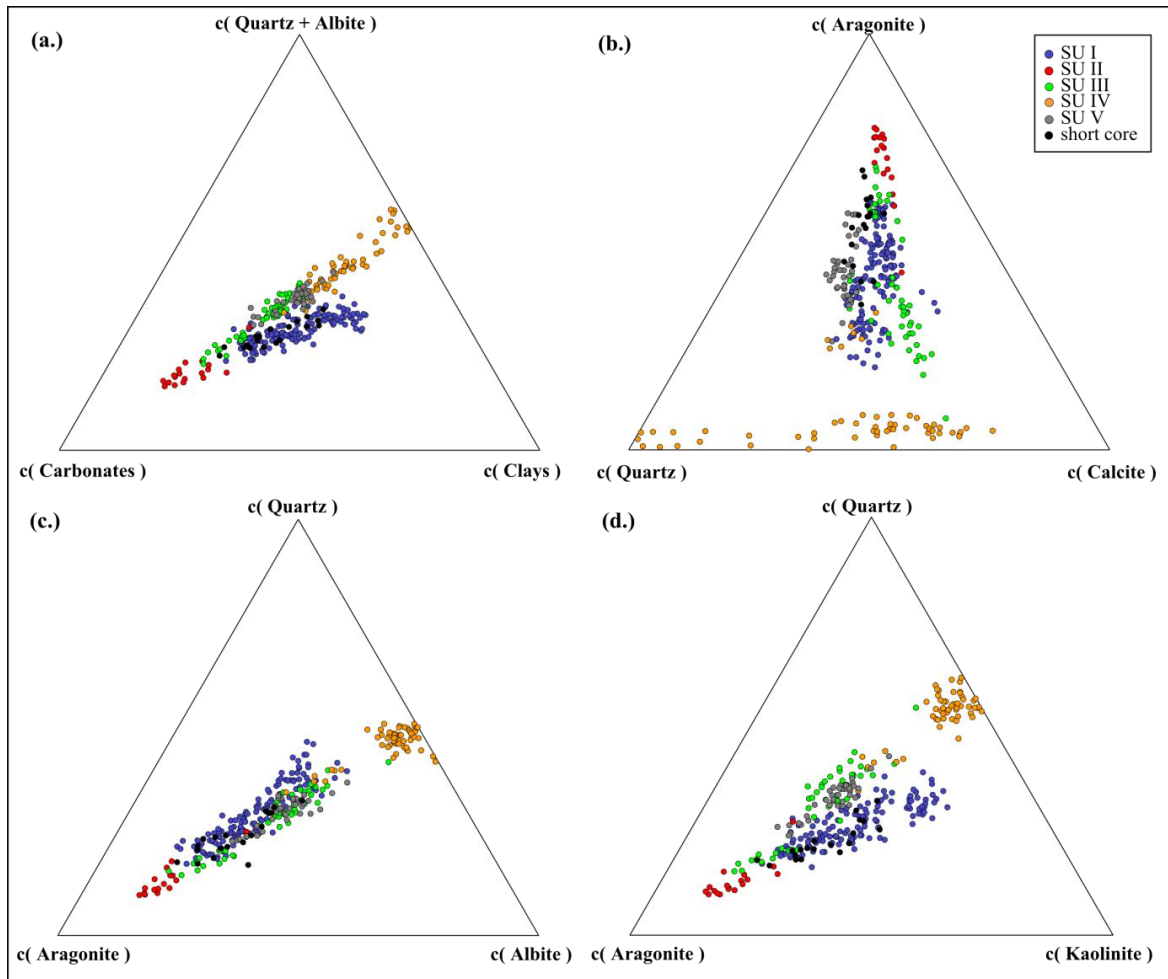 (a.)
c( Quartz + Albite )
c( Carbonates )
c( Clays )
(b.)
c( Aragonite )
c( Quartz )
c( Calcite )
SU I
SU II
SU III
SU IV
SU V
short core
(c.)
c( Quartz )
c( Aragonite )
c( Albite )
(d.)
c( Quartz )
c( Aragonite )
c( Kaolinite )